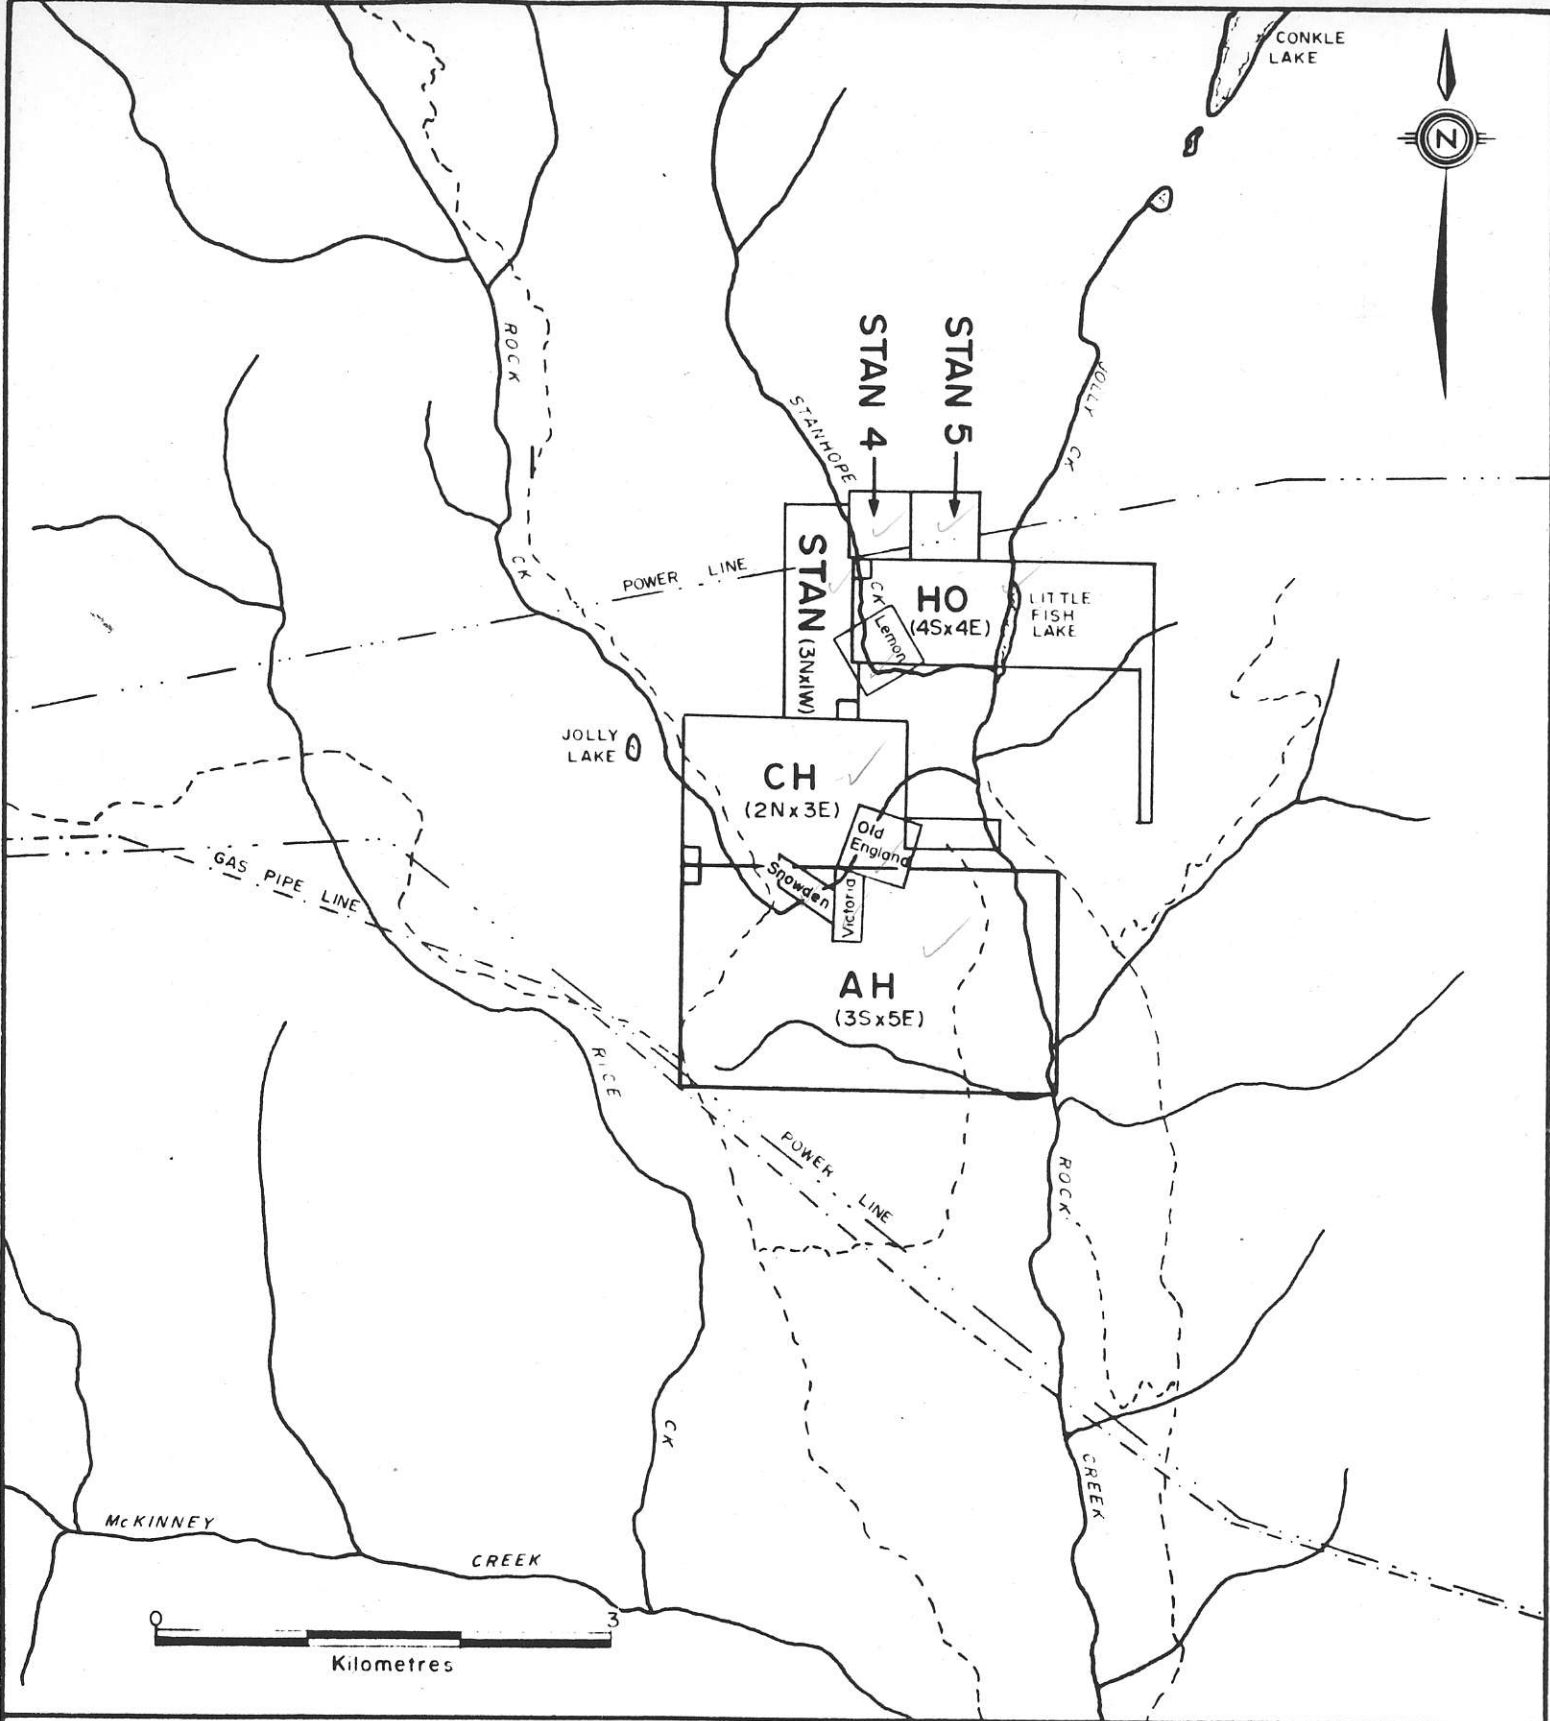 CONKLE
LAKE
N
ROCK
CK
STAN 4
STAN 5
JOLLY
CK
STANHOPE
CK
POWER LINE
STAN (3Nx1W)
HO
(4Sx4E)
LITTLE
FISH
LAKE
Lemon
JOLLY
LAKE
CH
(2Nx3E)
Old
England
Snowden
Victoria
GAS PIPE LINE
AH
(3Sx5E)
RICE
CK
POWER LINE
ROCK
CREEK
McKINNEY
CREEK
0
3
Kilometres